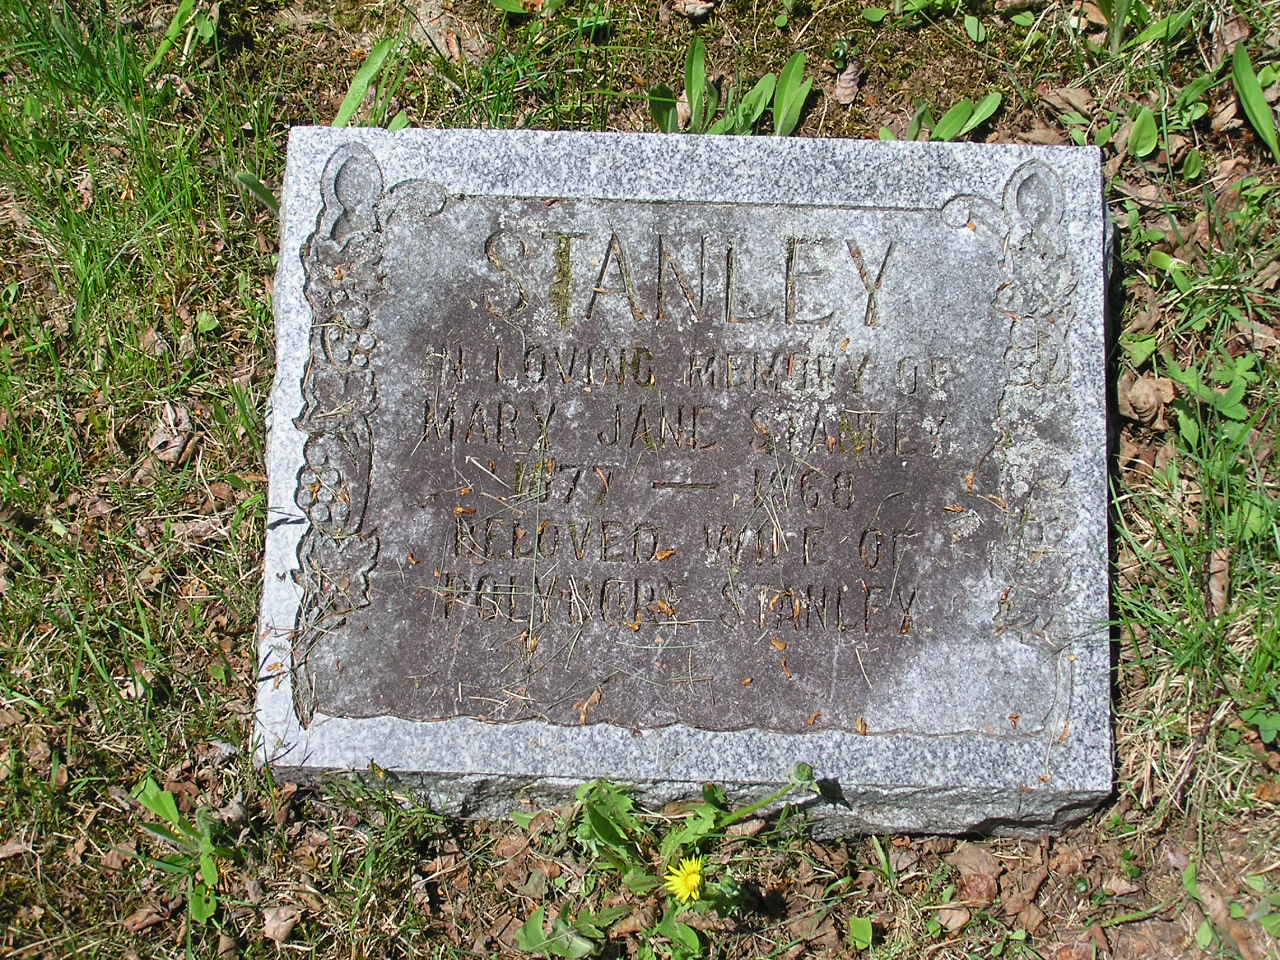 STANLEY
IN LOVING MEMORY OF
MARY JANE STANLEY
1877 — 1968
BELOVED WIFE OF
STANLEY